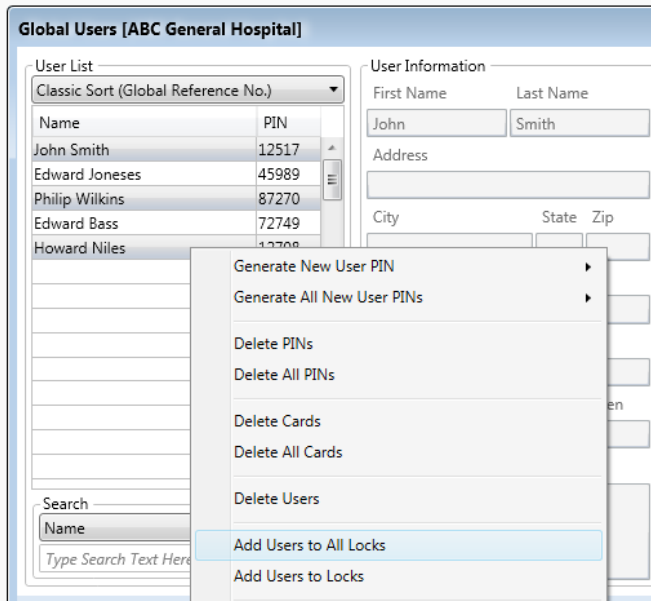 Global Users [ABC General Hospital]
User List
Classic Sort (Global Reference No.)
Name PIN
John Smith 12517
Edward Joneses 45989
Philip Wilkins 87270
Edward Bass 72749
Howard Niles
Search
Name
Type Search Text Here
User Information
First Name Last Name
John Smith
Address
City State Zip
en
Generate New User PIN
Generate All New User PINs
Delete PINs
Delete All PINs
Delete Cards
Delete All Cards
Delete Users
Add Users to All Locks
Add Users to Locks